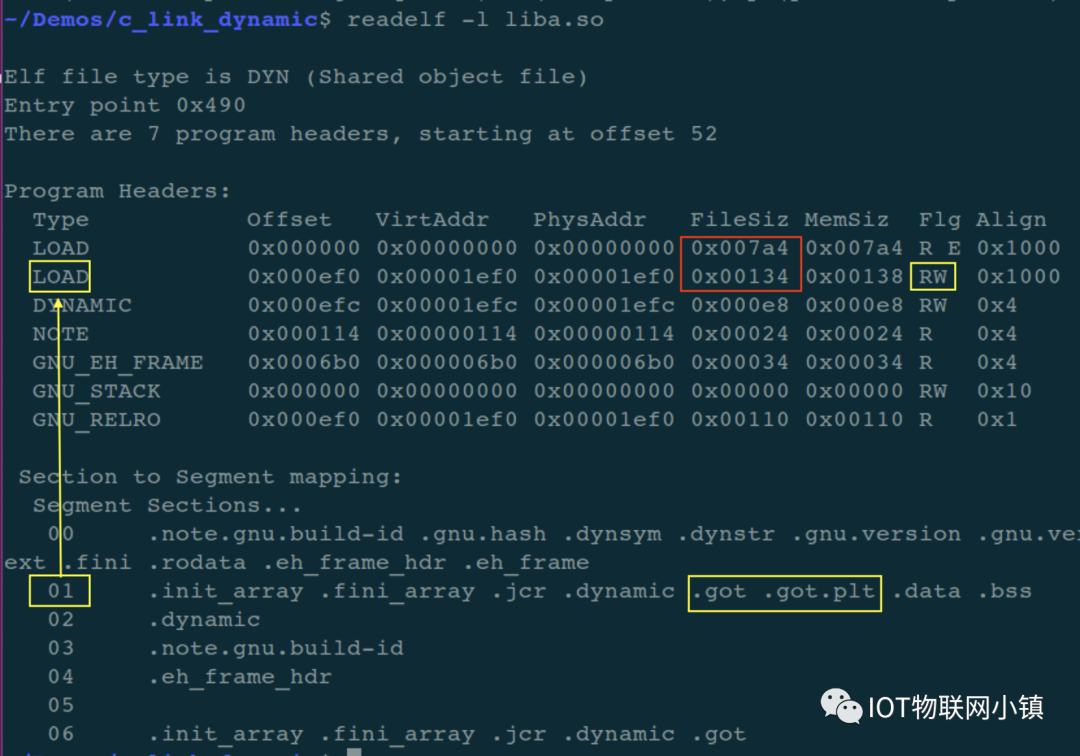 ~/Demos/c_link_dynamic$ readelf -l liba.so
Elf file type is DYN (Shared object file)
Entry point 0x490
There are 7 program headers, starting at offset 52
Program Headers:
Type Offset VirtAddr PhysAddr FileSiz MemSiz Flg Align
LOAD 0x000000 0x00000000 0x00000000 0x007a4 0x007a4 R E 0x1000
LOAD 0x000ef0 0x00001ef0 0x00001ef0 0x00134 0x00138 RW 0x1000
DYNAMIC 0x000efc 0x00001efc 0x00001efc 0x000e8 0x000e8 RW 0x4
NOTE 0x000114 0x00000114 0x00000114 0x00024 0x00024 R 0x4
GNU_EH_FRAME 0x0006b0 0x000006b0 0x000006b0 0x00034 0x00034 R 0x4
GNU_STACK 0x000000 0x00000000 0x00000000 0x00000 0x00000 RW 0x10
GNU_RELRO 0x000ef0 0x00001ef0 0x00001ef0 0x00110 0x00110 R 0x1
Section to Segment mapping:
Segment Sections...
00 .note.gnu.build-id .gnu.hash .dynsym .dynstr .gnu.version .gnu.ve
ext .fini .rodata .eh_frame_hdr .eh_frame
01 .init_array .fini_array .jcr .dynamic .got .got.plt .data .bss
02 .dynamic
03 .note.gnu.build-id
04 .eh_frame_hdr
05
06 .init_array .fini_array .jcr .dynamic .got
IOT物联网小镇